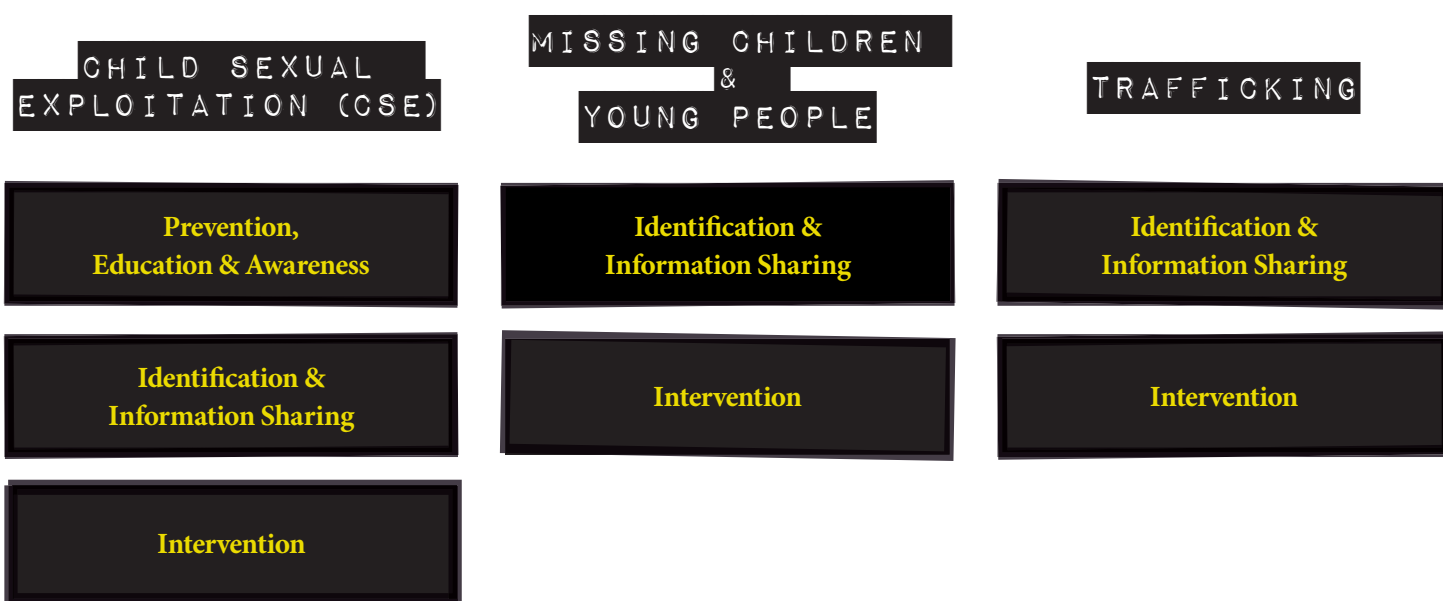 CHILD SEXUAL
EXPLOITATION (CSE)
Prevention,
Education & Awareness
Identification &
Information Sharing
Intervention
MISSING CHILDREN
&
YOUNG PEOPLE
Identification &
Information Sharing
Intervention
TRAFFICKING
Identification &
Information Sharing
Intervention